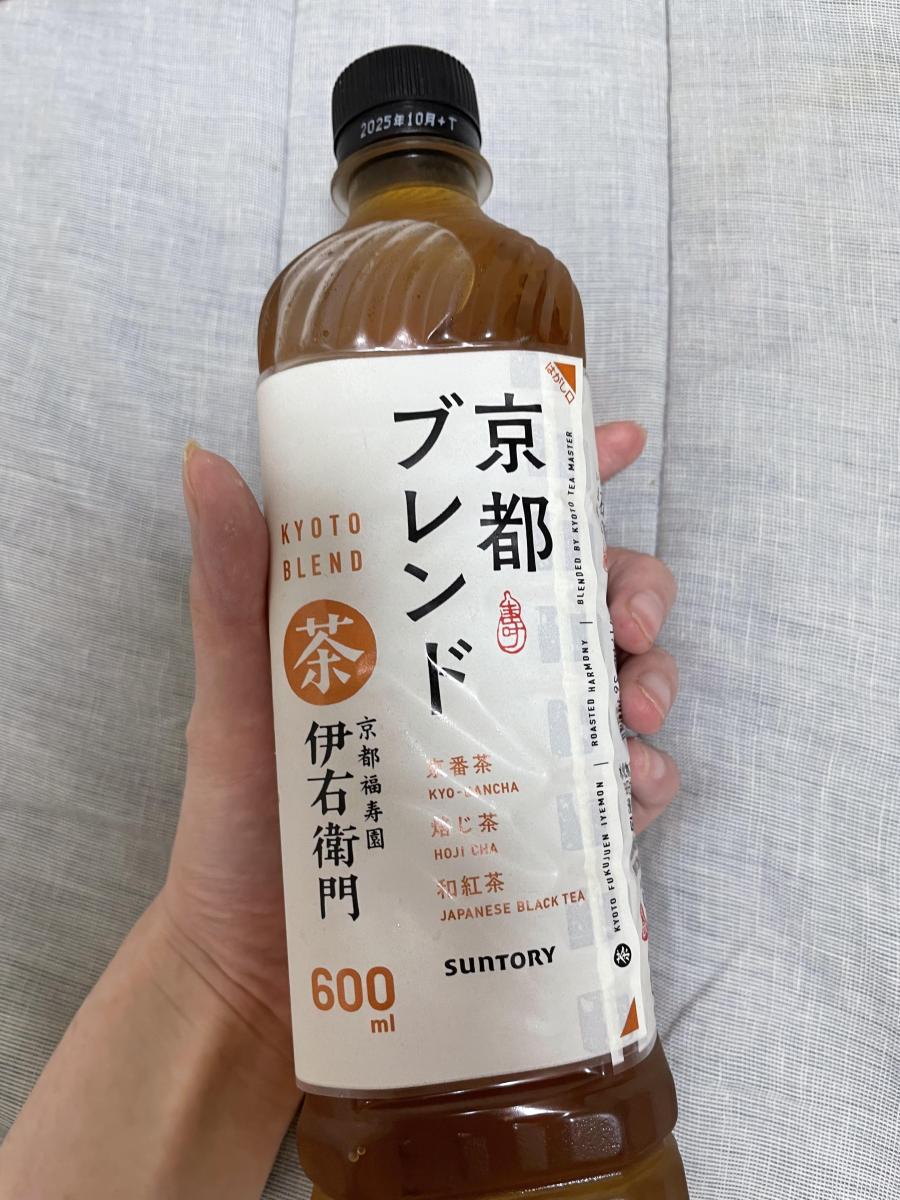 2025年10月+T
はがし口
京都
ブレンド
寿
KYOTO
BLEND
茶
京都福寿園
伊右衛門
京番茶
KYO-BANCHA
焙じ茶
HOJI CHA
和紅茶
JAPANESE BLACK TEA
SUNTORY
600
ml
茶 KYOTO FUKUJUEN IYEMON | ROASTED HARMONY | BLENDED BY KYOTO TEA MASTER